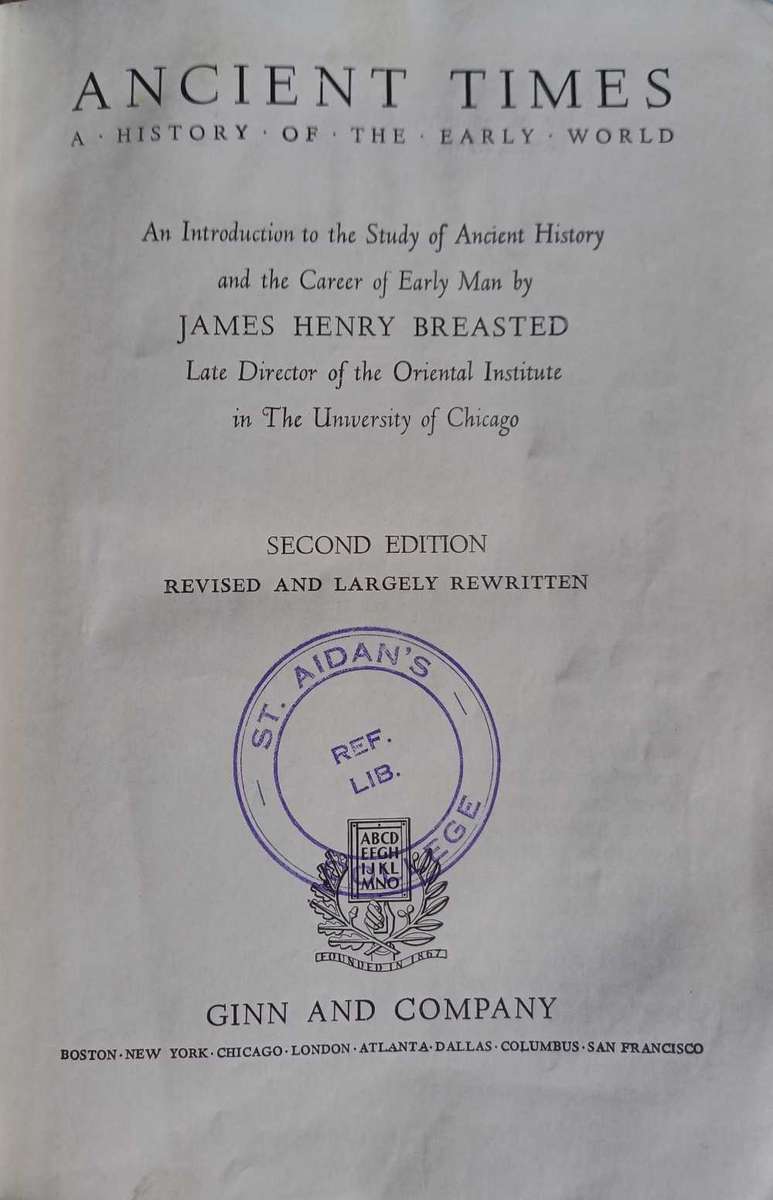 ANCIENT TIMES
A · HISTORY · OF · THE · EARLY · WORLD
An Introduction to the Study of Ancient History
and the Career of Early Man by
JAMES HENRY BREASTED
Late Director of the Oriental Institute
in The University of Chicago
SECOND EDITION
REVISED AND LARGELY REWRITTEN
– ST. AIDAN'S –
REF.
LIB.
COLLEGE
ABCD
EFGH
IJKL
MNO
FOUNDED IN 1867
GINN AND COMPANY
BOSTON · NEW YORK · CHICAGO · LONDON · ATLANTA · DALLAS · COLUMBUS · SAN FRANCISCO